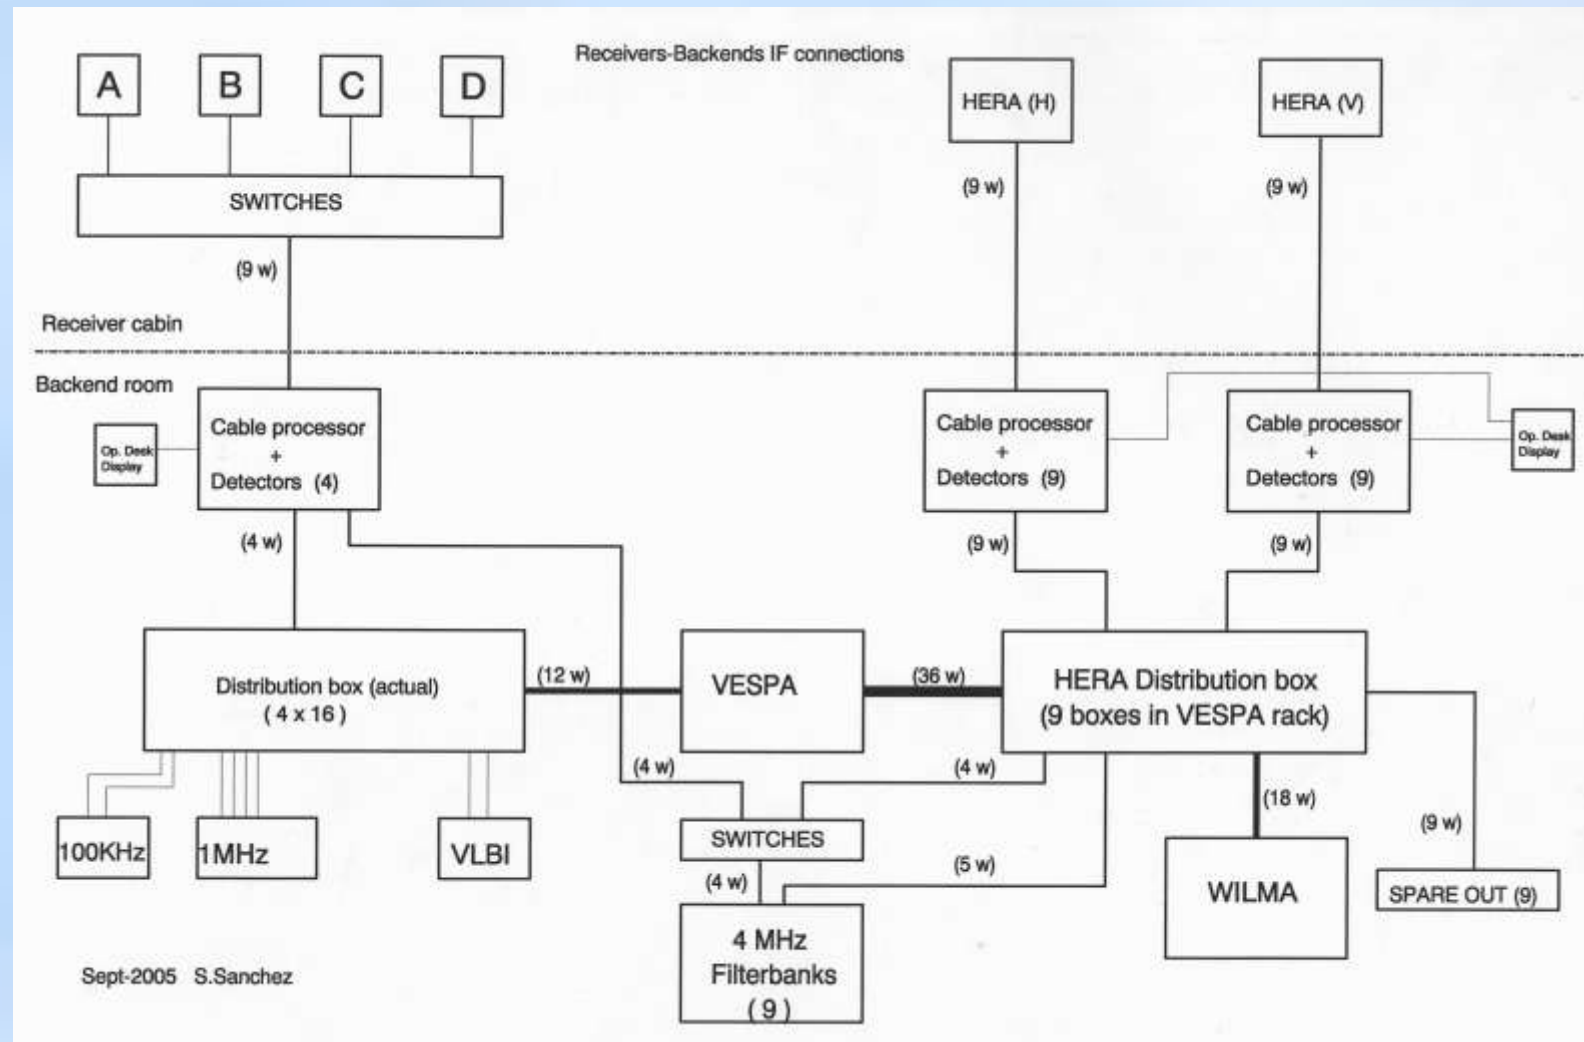 Receivers-Backends IF connections
A
B
C
D
HERA (H)
HERA (V)
SWITCHES
(9 w)
(9 w)
(9 w)
Receiver cabin
Backend room
Op. Desk
Display
Cable processor
+
Detectors (4)
Cable processor
+
Detectors (9)
Cable processor
+
Detectors (9)
Op. Desk
Display
(4 w)
(9 w)
(9 w)
Distribution box (actual)
( 4 x 16 )
(12 w)
VESPA
(36 w)
HERA Distribution box
(9 boxes in VESPA rack)
(4 w)
(4 w)
(18 w)
(9 w)
100KHz
1MHz
VLBI
SWITCHES
(4 w)
(5 w)
WILMA
SPARE OUT (9)
4 MHz
Filterbanks
( 9 )
Sept-2005 S.Sanchez